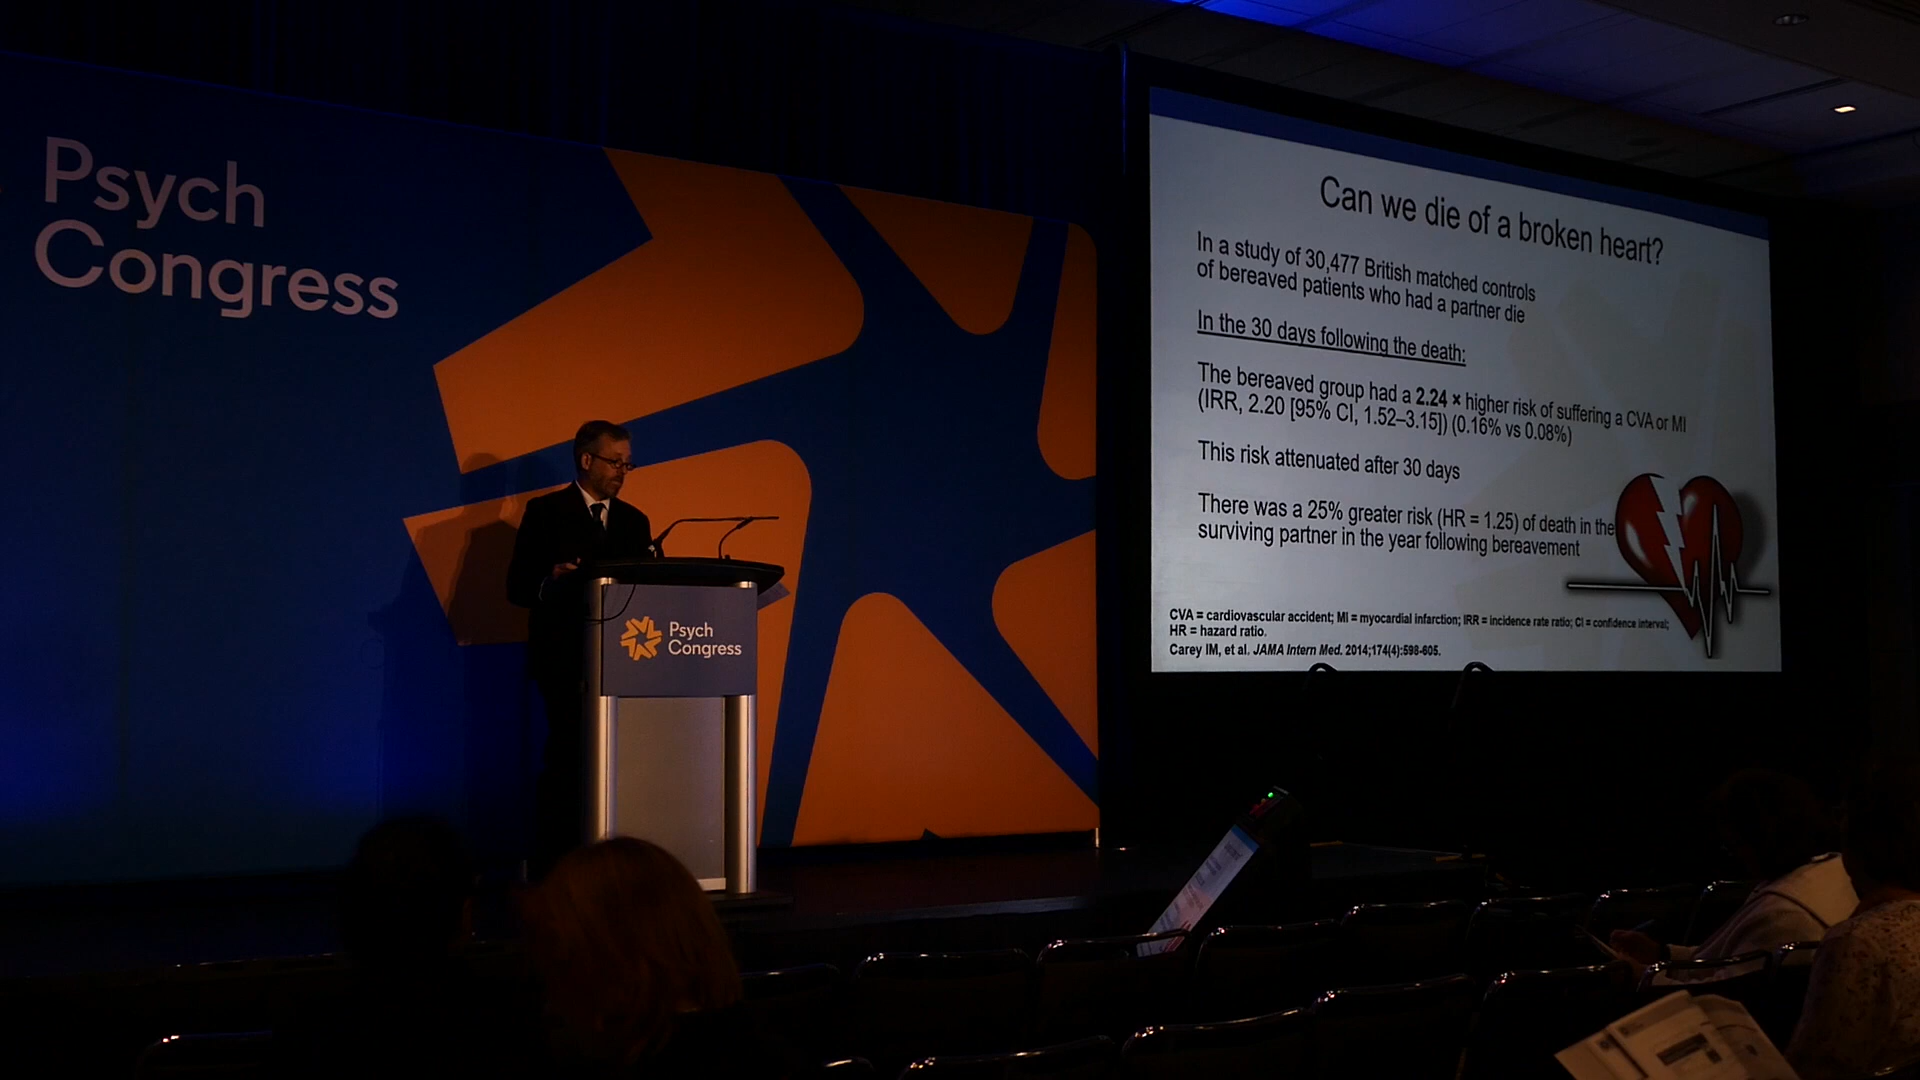 Psych
Congress
Psych
Congress
Can we die of a broken heart?
In a study of 30,477 British matched controls
of bereaved patients who had a partner die
In the 30 days following the death:
The bereaved group had a 2.24 × higher risk of suffering a CVA or MI
(IRR, 2.20 [95% CI, 1.52–3.15]) (0.16% vs 0.08%)
This risk attenuated after 30 days
There was a 25% greater risk (HR = 1.25) of death in the
surviving partner in the year following bereavement
CVA = cardiovascular accident; MI = myocardial infarction; IRR = incidence rate ratio; CI = confidence interval;
HR = hazard ratio.
Carey IM, et al. JAMA Intern Med. 2014;174(4):598-605.